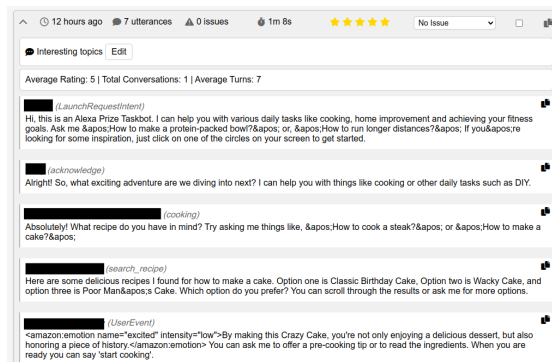 12 hours ago 7 utterances 0 issues 1m 8s No Issue
Interesting topics Edit
Average Rating: 5 | Total Conversations: 1 | Average Turns: 7
(LaunchRequestIntent)
Hi, this is an Alexa Prize Taskbot. I can help you with various daily tasks like cooking, home improvement and achieving your fitness
goals. Ask me &apos;How to make a protein-packed bowl?&apos; or, &apos;How to run longer distances?&apos; If you&apos;re
looking for some inspiration, just click on one of the circles on your screen to get started.
(acknowledge)
Alright! So, what exciting adventure are we diving into next? I can help you with things like cooking or other daily tasks such as DIY.
(cooking)
Absolutely! What recipe do you have in mind? Try asking me things like, &apos;How to cook a steak?&apos; or &apos;How to make a
cake?&apos;
(search_recipe)
Here are some delicious recipes I found for how to make a cake. Option one is Classic Birthday Cake, Option two is Wacky Cake, and
option three is Poor Man&apos;s Cake. Which option do you prefer? You can scroll through the results or ask me for more options.
(UserEvent)
<amazon:emotion name="excited" intensity="low">By making this Crazy Cake, you're not only enjoying a delicious dessert, but also
honoring a piece of history.</amazon:emotion> You can ask me to offer a pre-cooking tip or to read the ingredients. When you are
ready you can say 'start cooking'.